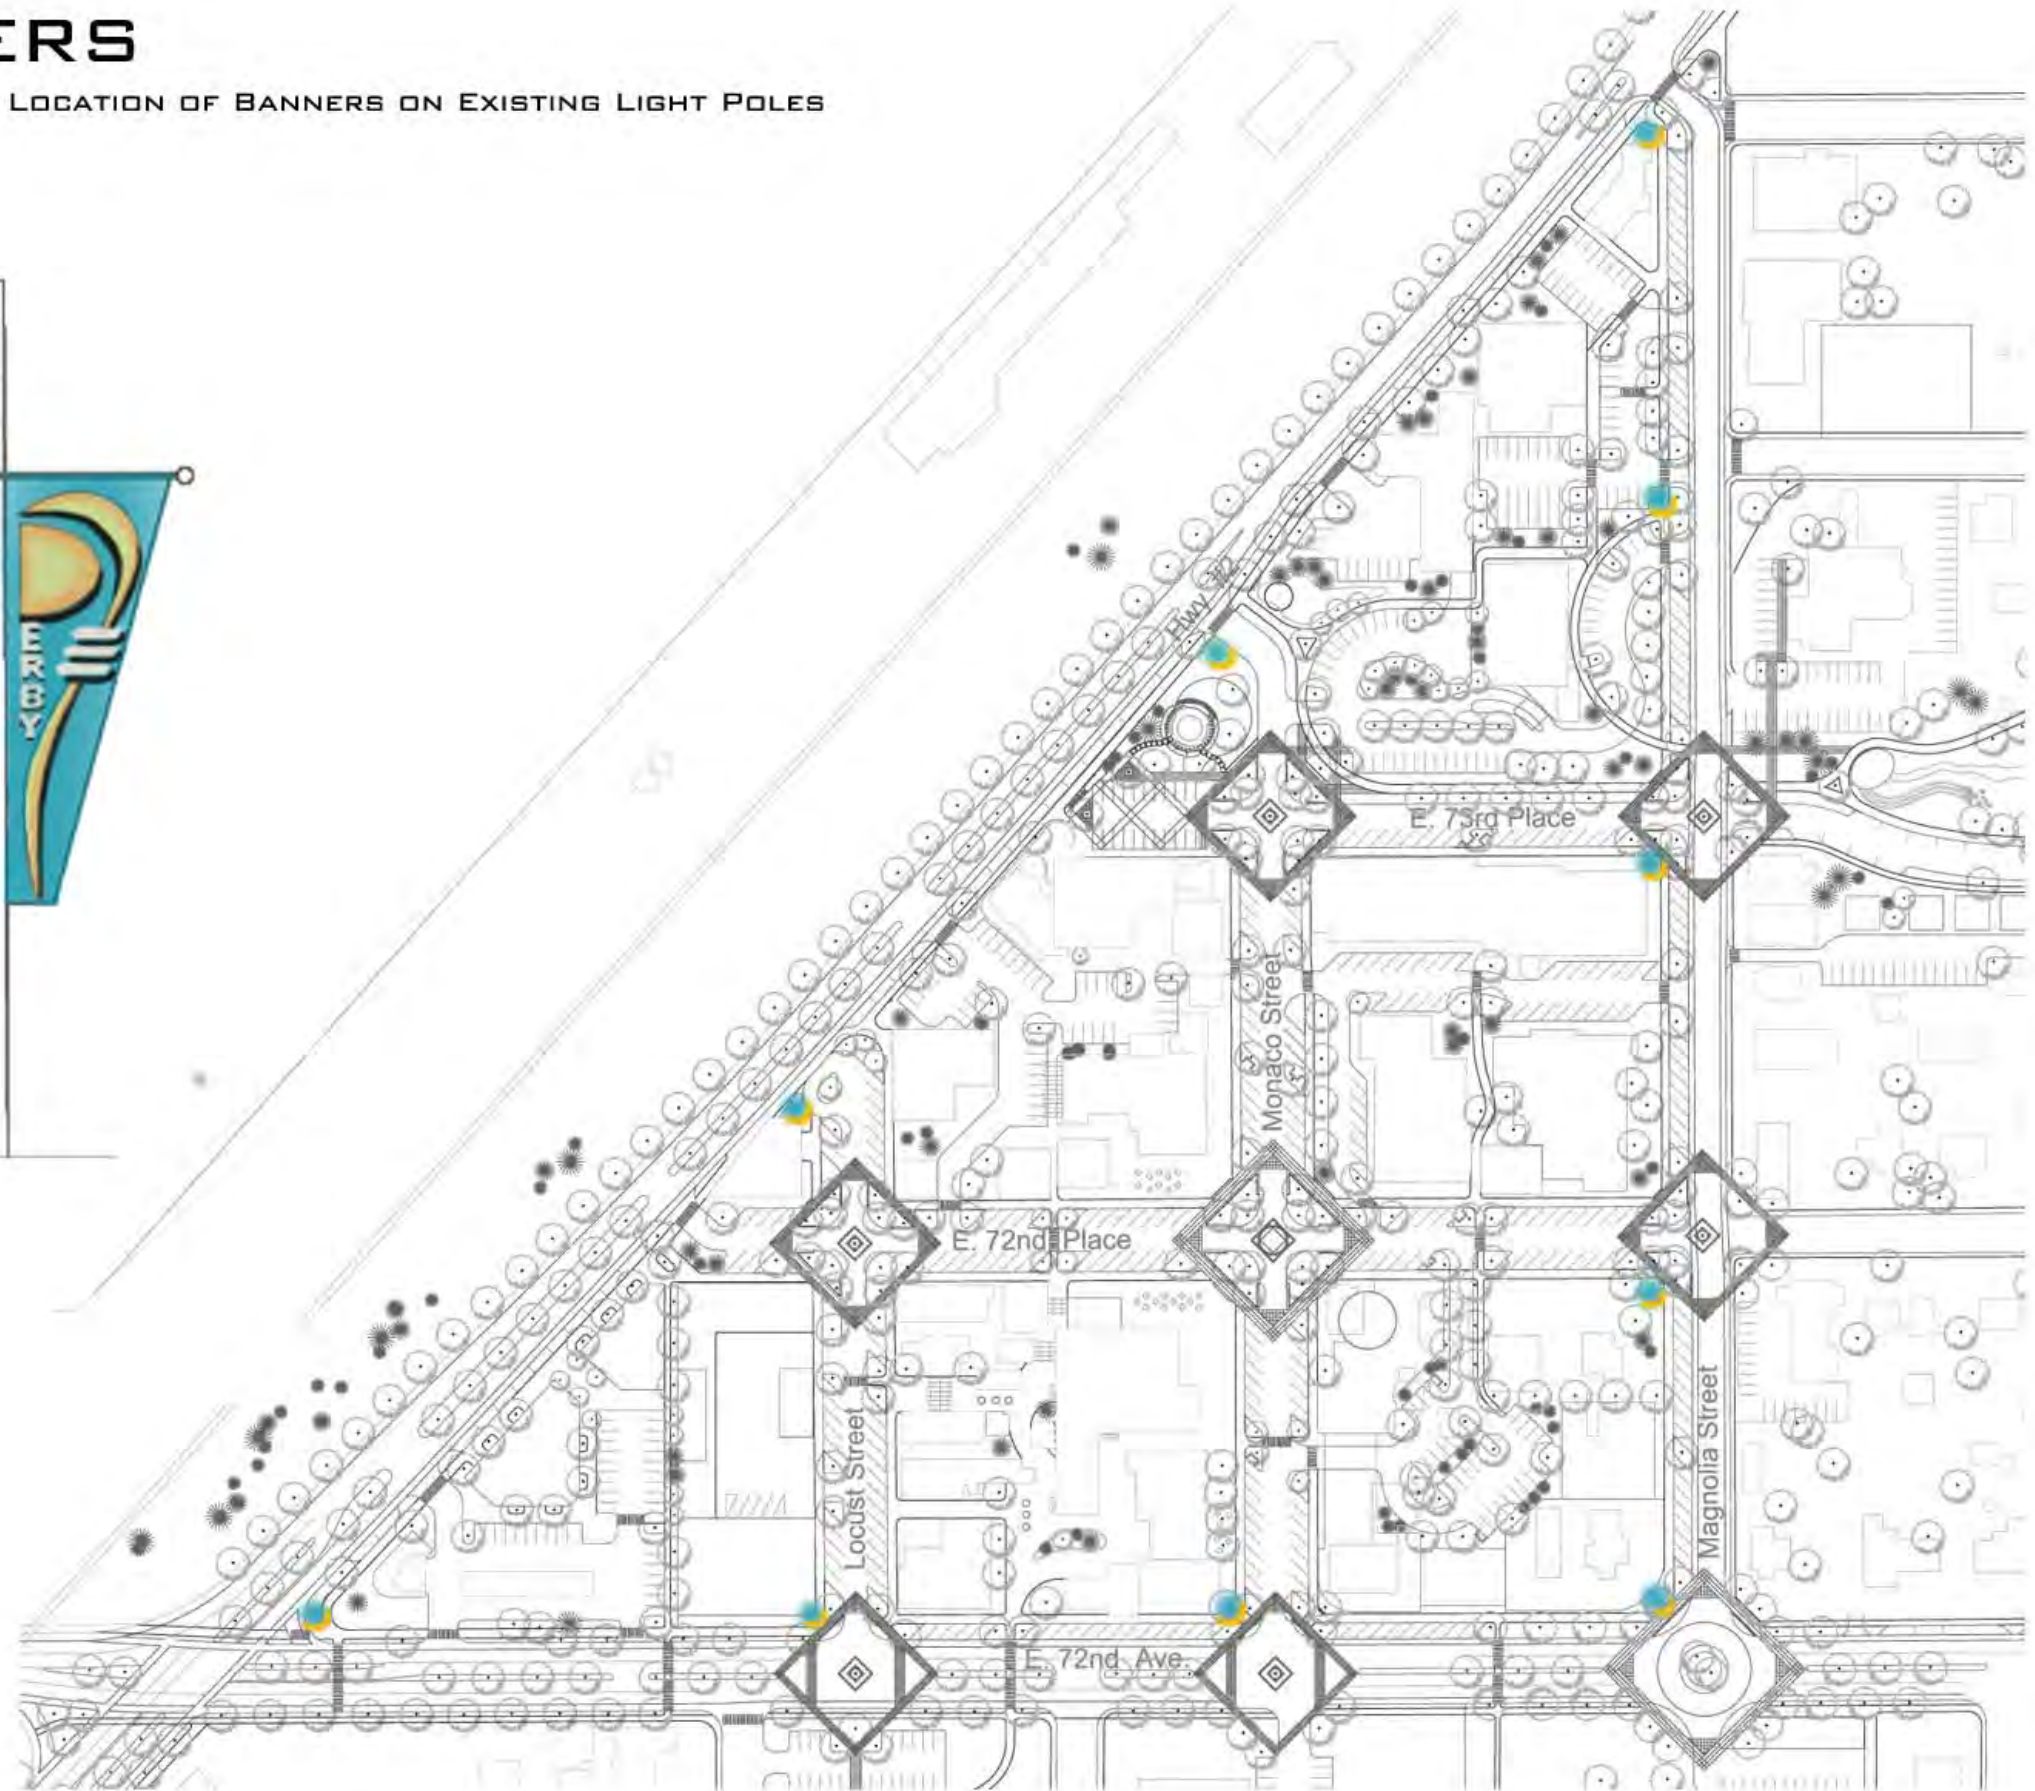 ERS
LOCATION OF BANNERS ON EXISTING LIGHT POLES
ERBY
Hwy
E. 73rd Place
Monaco Street
E. 72nd Place
Locust Street
Magnolia Street
E. 72nd Ave.